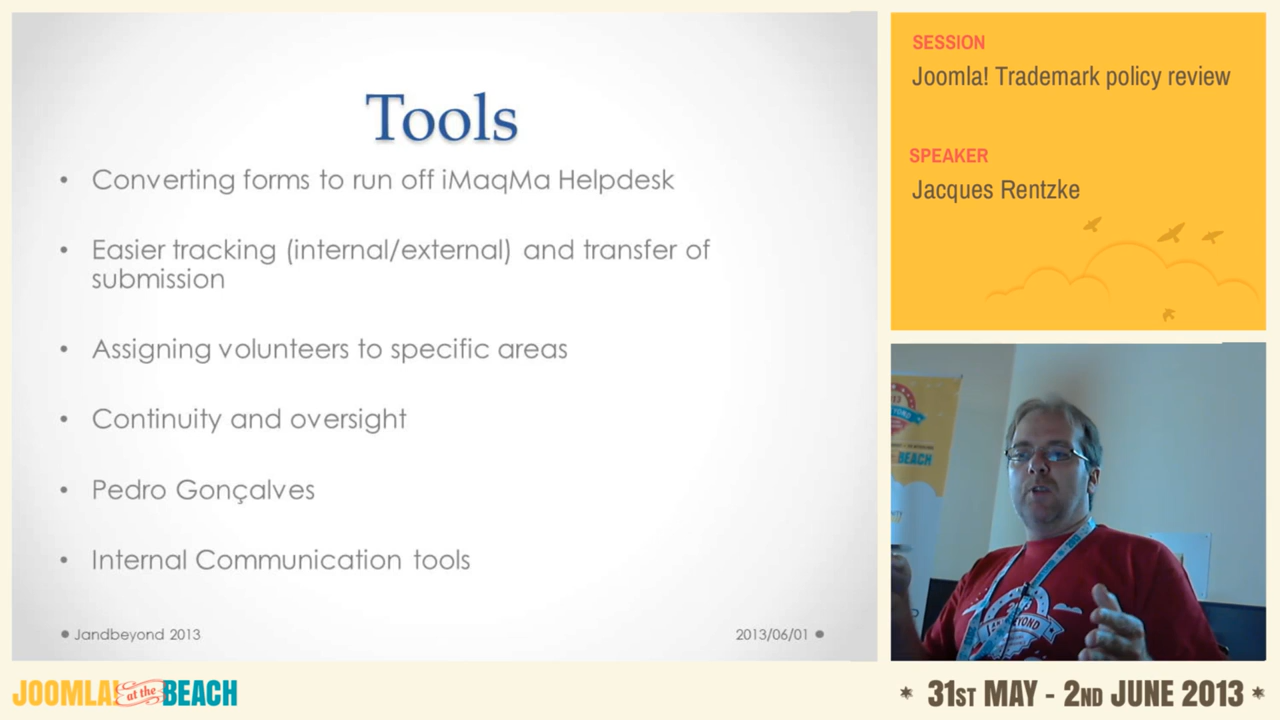 Tools
• Converting forms to run off iMaqMa Helpdesk
• Easier tracking (internal/external) and transfer of
submission
• Assigning volunteers to specific areas
• Continuity and oversight
• Pedro Gonçalves
• Internal Communication tools
• Jandbeyond 2013
2013/06/01 •
SESSION
Joomla! Trademark policy review
SPEAKER
Jacques Rentzke
BEACH
JOOMLA! at the BEACH
* 31ST MAY - 2ND JUNE 2013 *